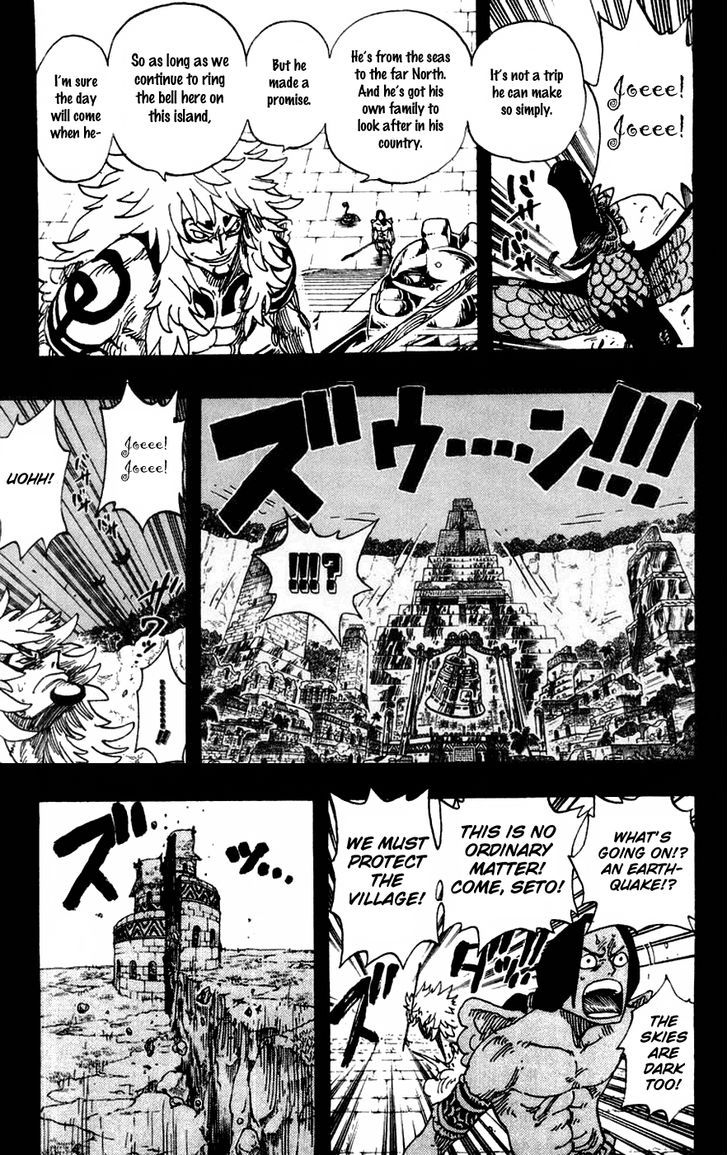 Joeee!
Joeee!
It's not a trip
he can make
so simply.
He's from the seas
to the far North.
And he's got his
own family to
look after in his
country.
But he
made a
promise.
So as long as we
continue to ring
the bell here on
this island,
I'm sure
the day
will come
when he-
ズゥ……ン!!!
!!!?
Joeee!
Joeee!
UOHH!
WHAT'S
GOING ON!?
AN EARTH-
QUAKE!?
THE
SKIES
ARE
DARK
TOO!
THIS IS NO
ORDINARY
MATTER!
COME, SETO!
WE MUST
PROTECT
THE
VILLAGE!
ズズッ…